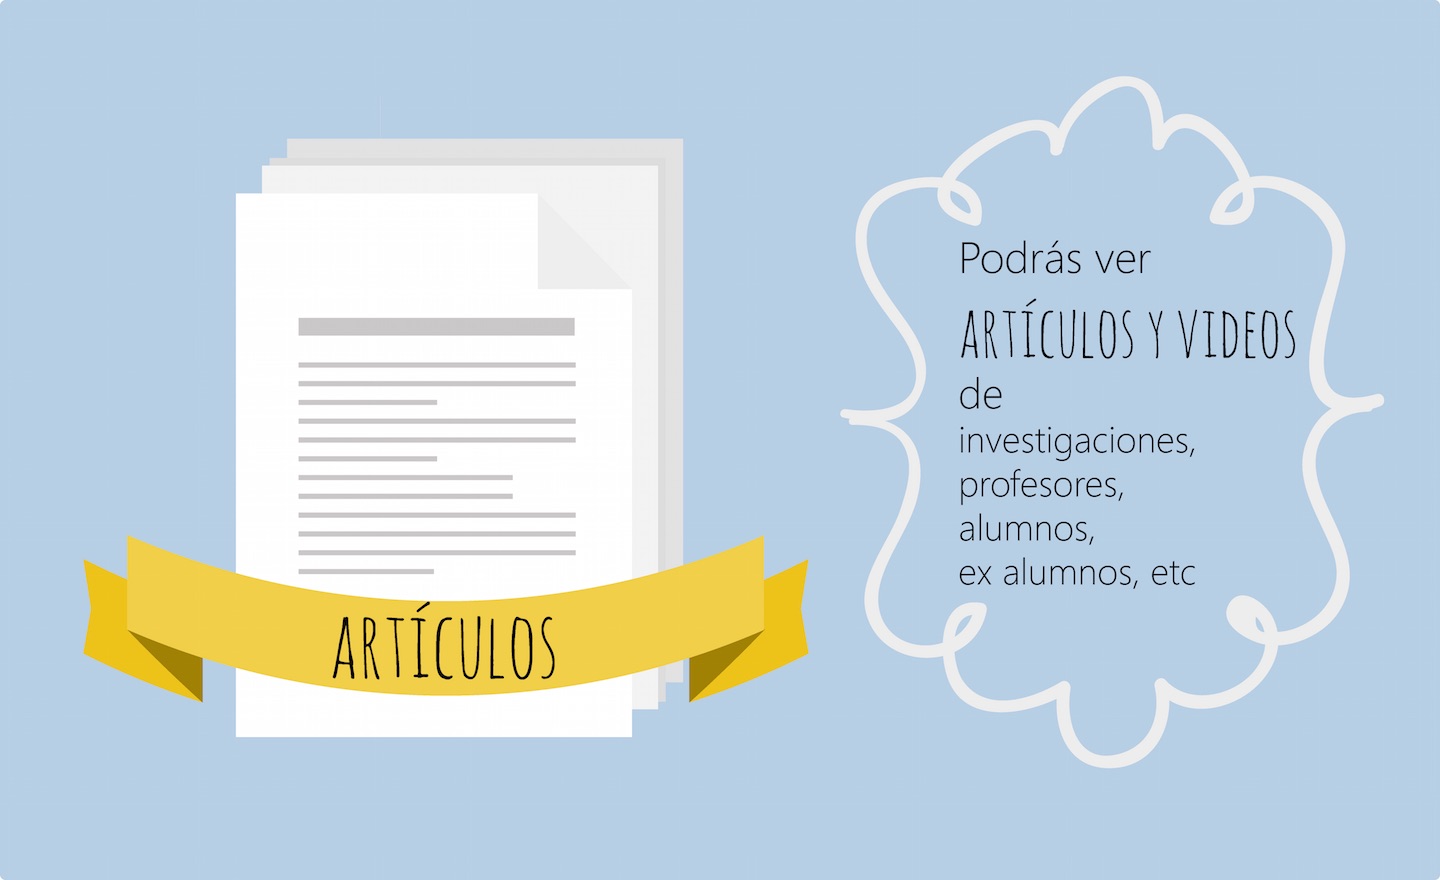 ARTÍCULOS
Podrás ver
ARTÍCULOS Y VIDEOS
de
investigaciones,
profesores,
alumnos,
ex alumnos, etc